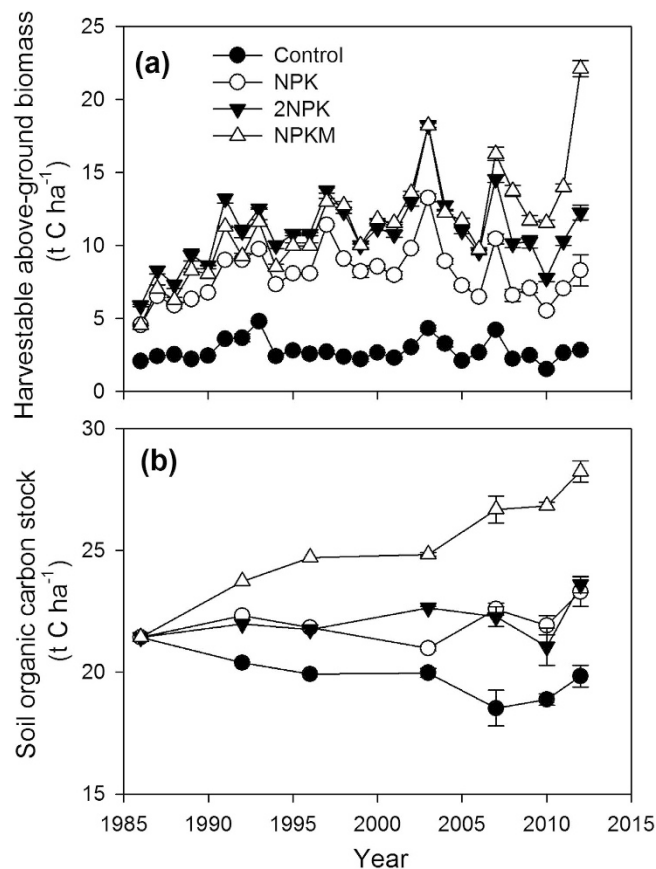 (a)
Control
NPK
2NPK
NPKM
Harvestable above-ground biomass
(t C ha⁻¹)
25
20
15
10
5
0
(b)
Soil organic carbon stock
(t C ha⁻¹)
30
25
20
15
1985 1990 1995 2000 2005 2010 2015
Year